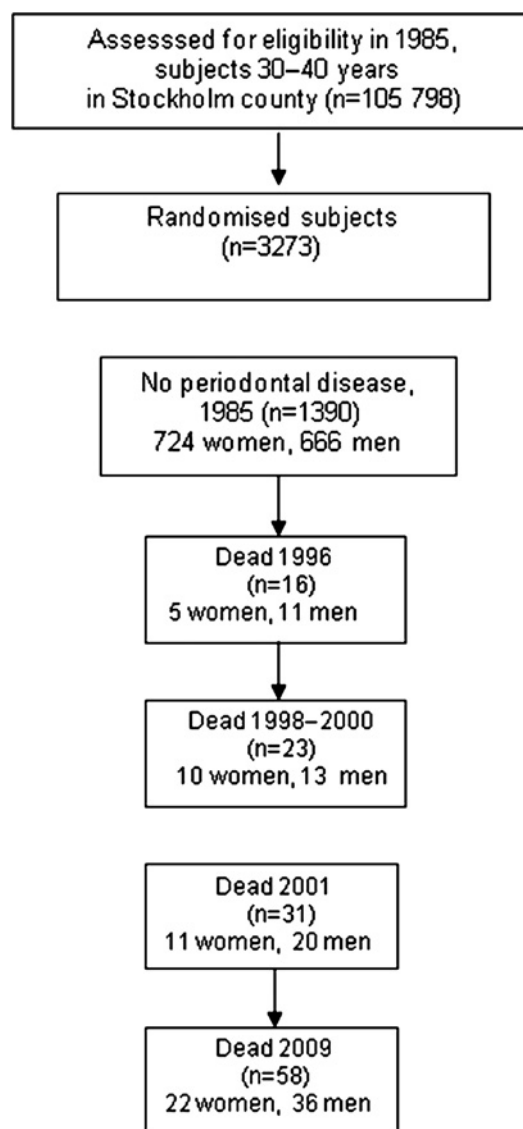 Assesssed for eligibility in 1985,
subjects 30–40 years
in Stockholm county (n=105 798)
Randomised subjects
(n=3273)
No periodontal disease,
1985 (n=1390)
724 women, 666 men
Dead 1996
(n=16)
5 women, 11 men
Dead 1998–2000
(n=23)
10 women, 13 men
Dead 2001
(n=31)
11 women, 20 men
Dead 2009
(n=58)
22 women, 36 men